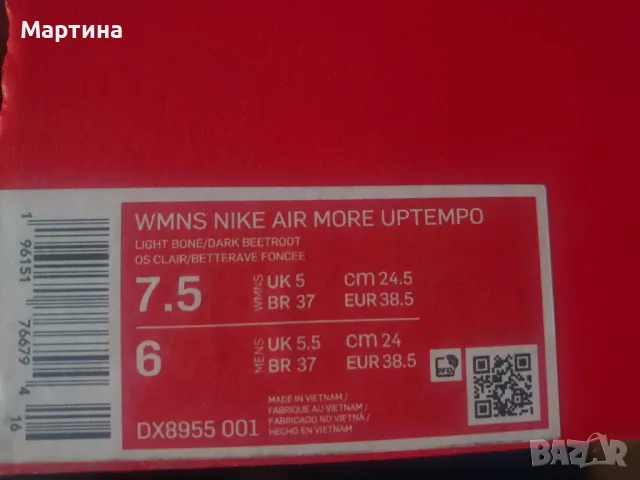 Мартина
WMNS NIKE AIR MORE UPTEMPO
LIGHT BONE/DARK BEETROOT
OS CLAIR/BETTERAVE FONCEE
7.5 WMNS UK 5 CM 24.5
BR 37 EUR 38.5
6 MENS UK 5.5 CM 24
BR 37 EUR 38.5
MADE IN VIETNAM /
FABRIQUE AU VIETNAM /
FABRICADO NO VIETNÃ /
HECHO EN VIETNAM
DX8955 001
1 96151 76679 4 16
BAZAR